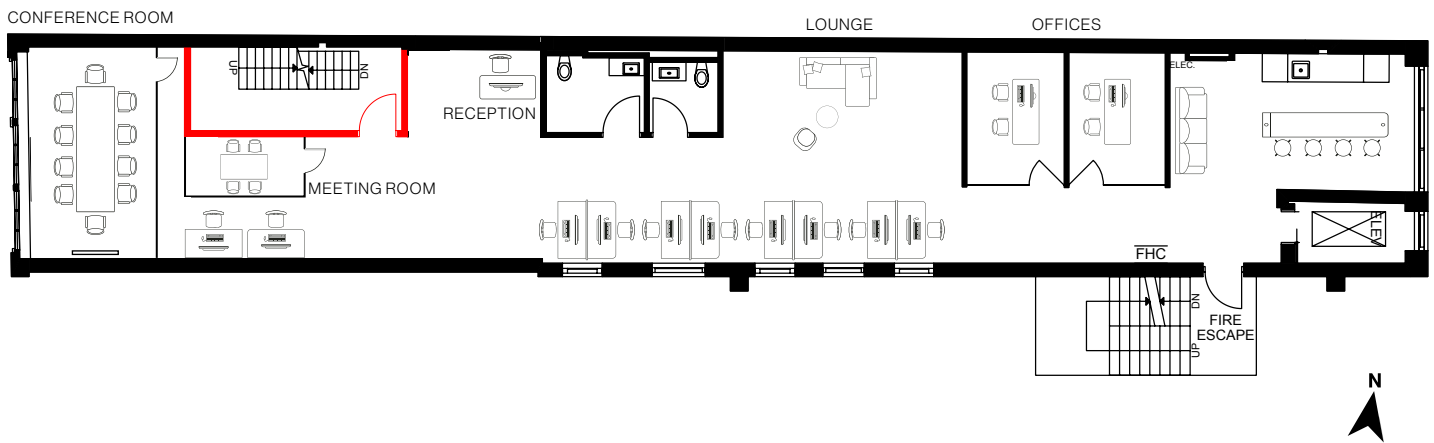 CONFERENCE ROOM
LOUNGE
OFFICES
UP
DN
ELEC.
RECEPTION
MEETING ROOM
ELEV
FHC
DN
FIRE
ESCAPE
UP
N